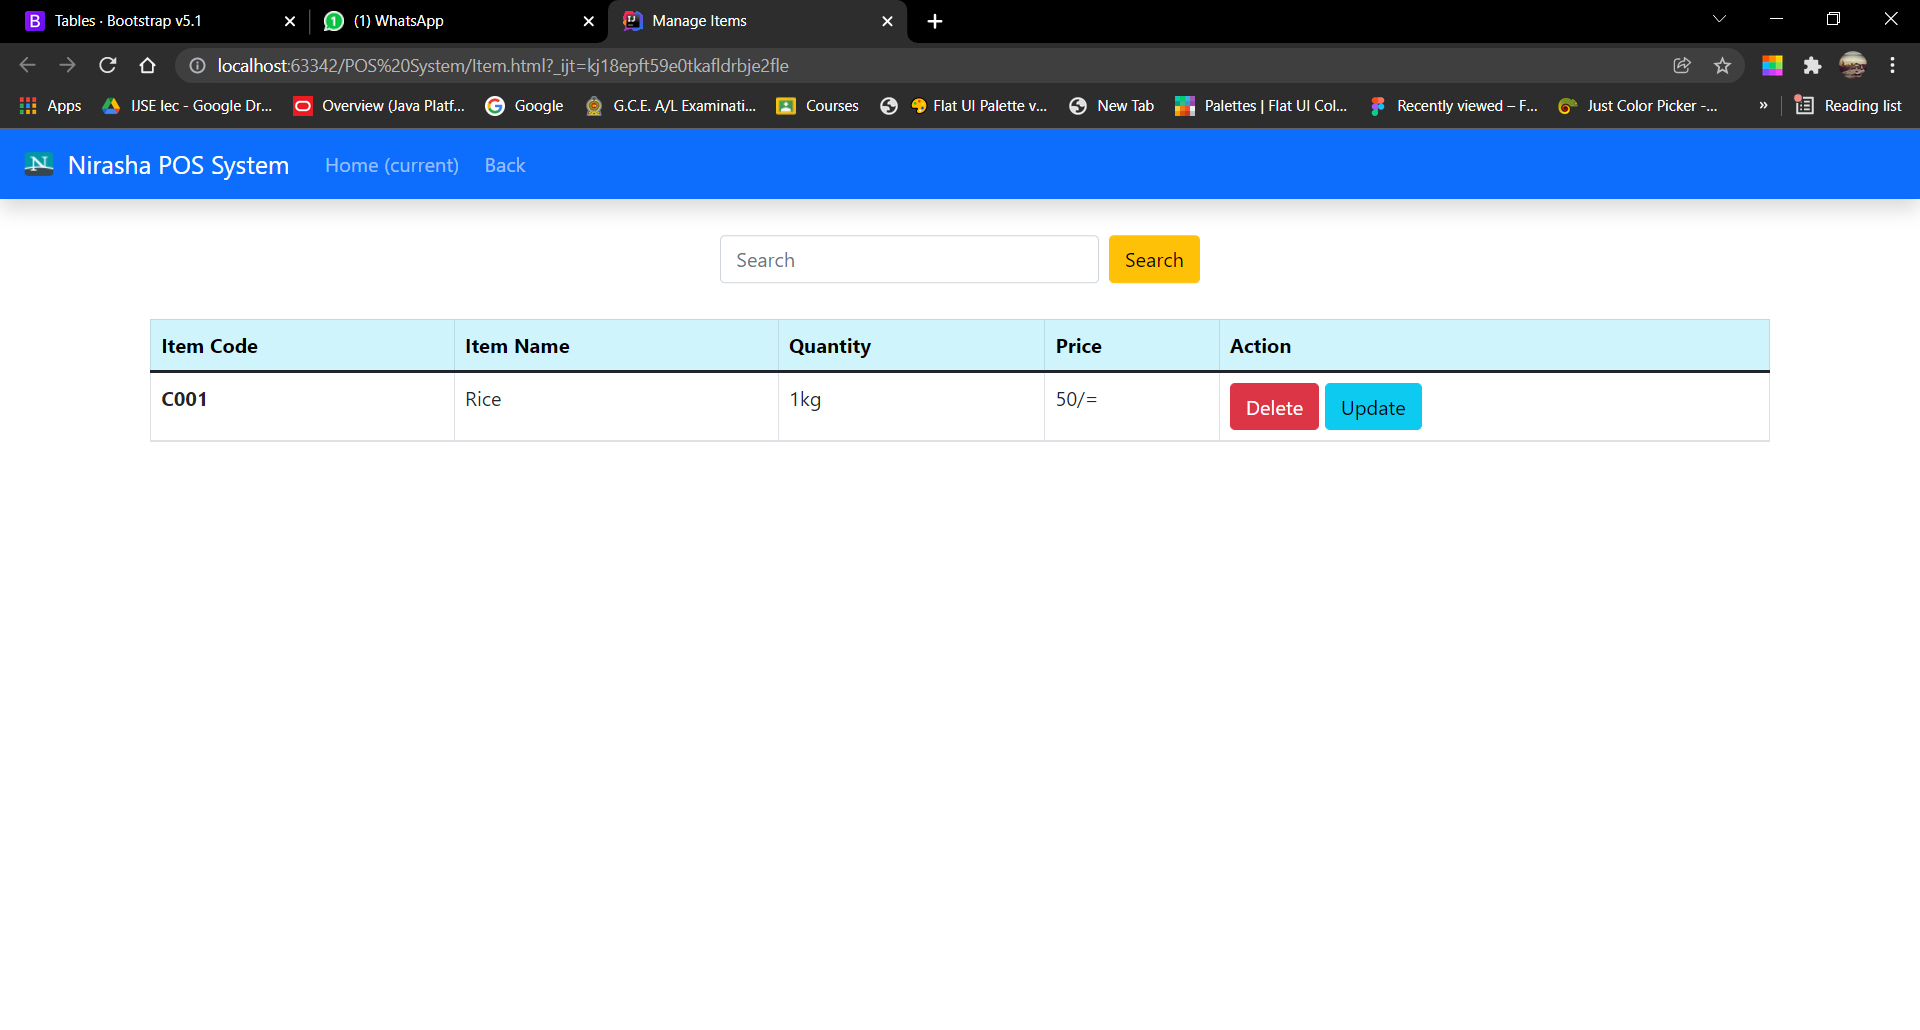 Tables · Bootstrap v5.1
(1) WhatsApp
Manage Items
localhost:63342/POS%20System/Item.html?_ijt=kj18epft59e0tkafldrbje2fle
Apps IJSE lec - Google Dr... Overview (Java Platf... Google G.C.E. A/L Examinati... Courses Flat UI Palette v... New Tab Palettes | Flat UI Col... Recently viewed – F... Just Color Picker -... » Reading list
N Nirasha POS System Home (current) Back
Search Search
Item Code Item Name Quantity Price Action
C001 Rice 1kg 50/= Delete Update